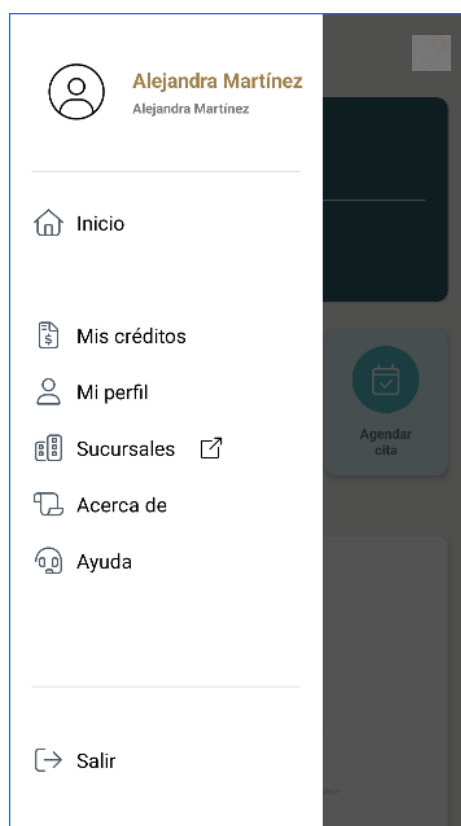 Alejandra Martínez
Alejandra Martínez
Inicio
Mis créditos
Mi perfil
Sucursales
Acerca de
Ayuda
Salir
Agendar
cita